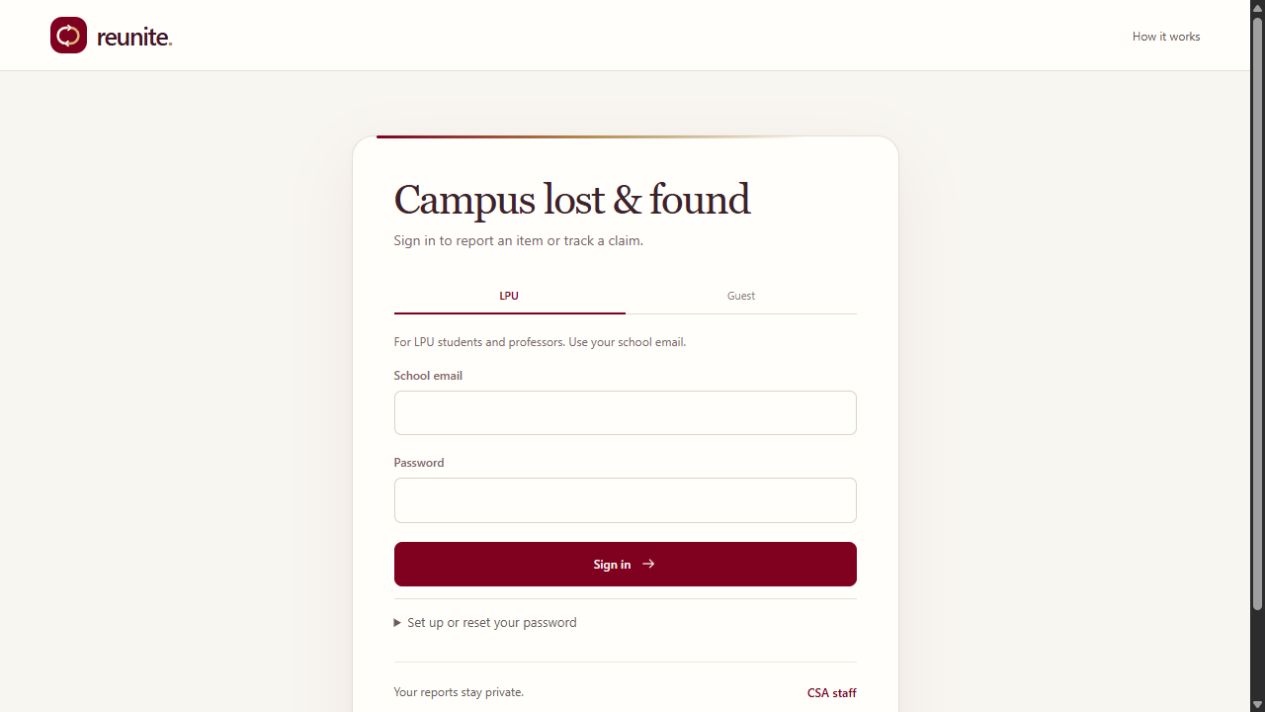 reunite.
How it works
Campus lost & found
Sign in to report an item or track a claim.
LPU
Guest
For LPU students and professors. Use your school email.
School email
Password
Sign in →
▶ Set up or reset your password
Your reports stay private.
CSA staff